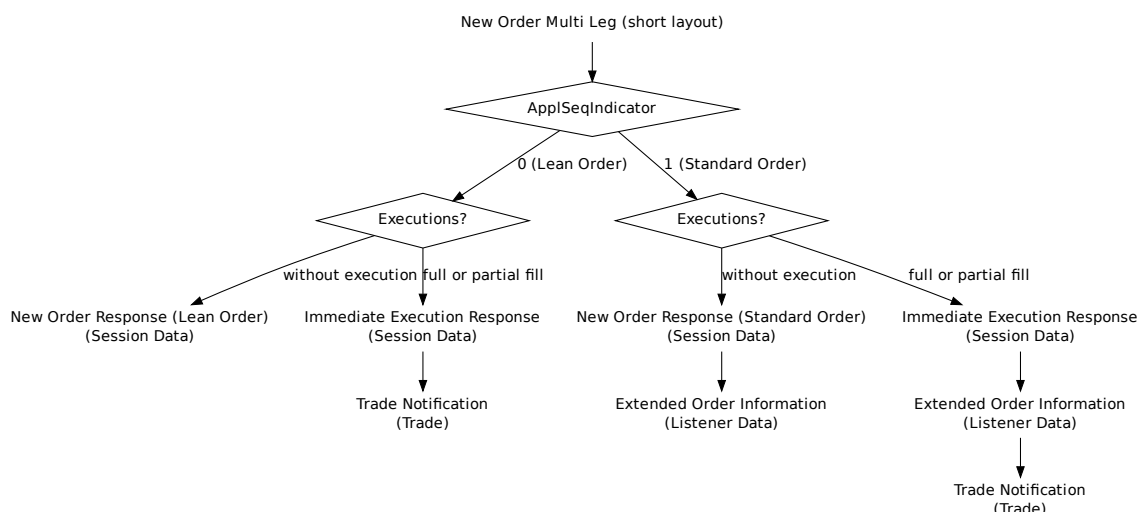 New Order Multi Leg (short layout)
ApplSeqIndicator
0 (Lean Order)
1 (Standard Order)
Executions?
Executions?
without execution
full or partial fill
without execution
full or partial fill
New Order Response (Lean Order)
(Session Data)
Immediate Execution Response
(Session Data)
New Order Response (Standard Order)
(Session Data)
Immediate Execution Response
(Session Data)
Trade Notification
(Trade)
Extended Order Information
(Listener Data)
Extended Order Information
(Listener Data)
Trade Notification
(Trade)